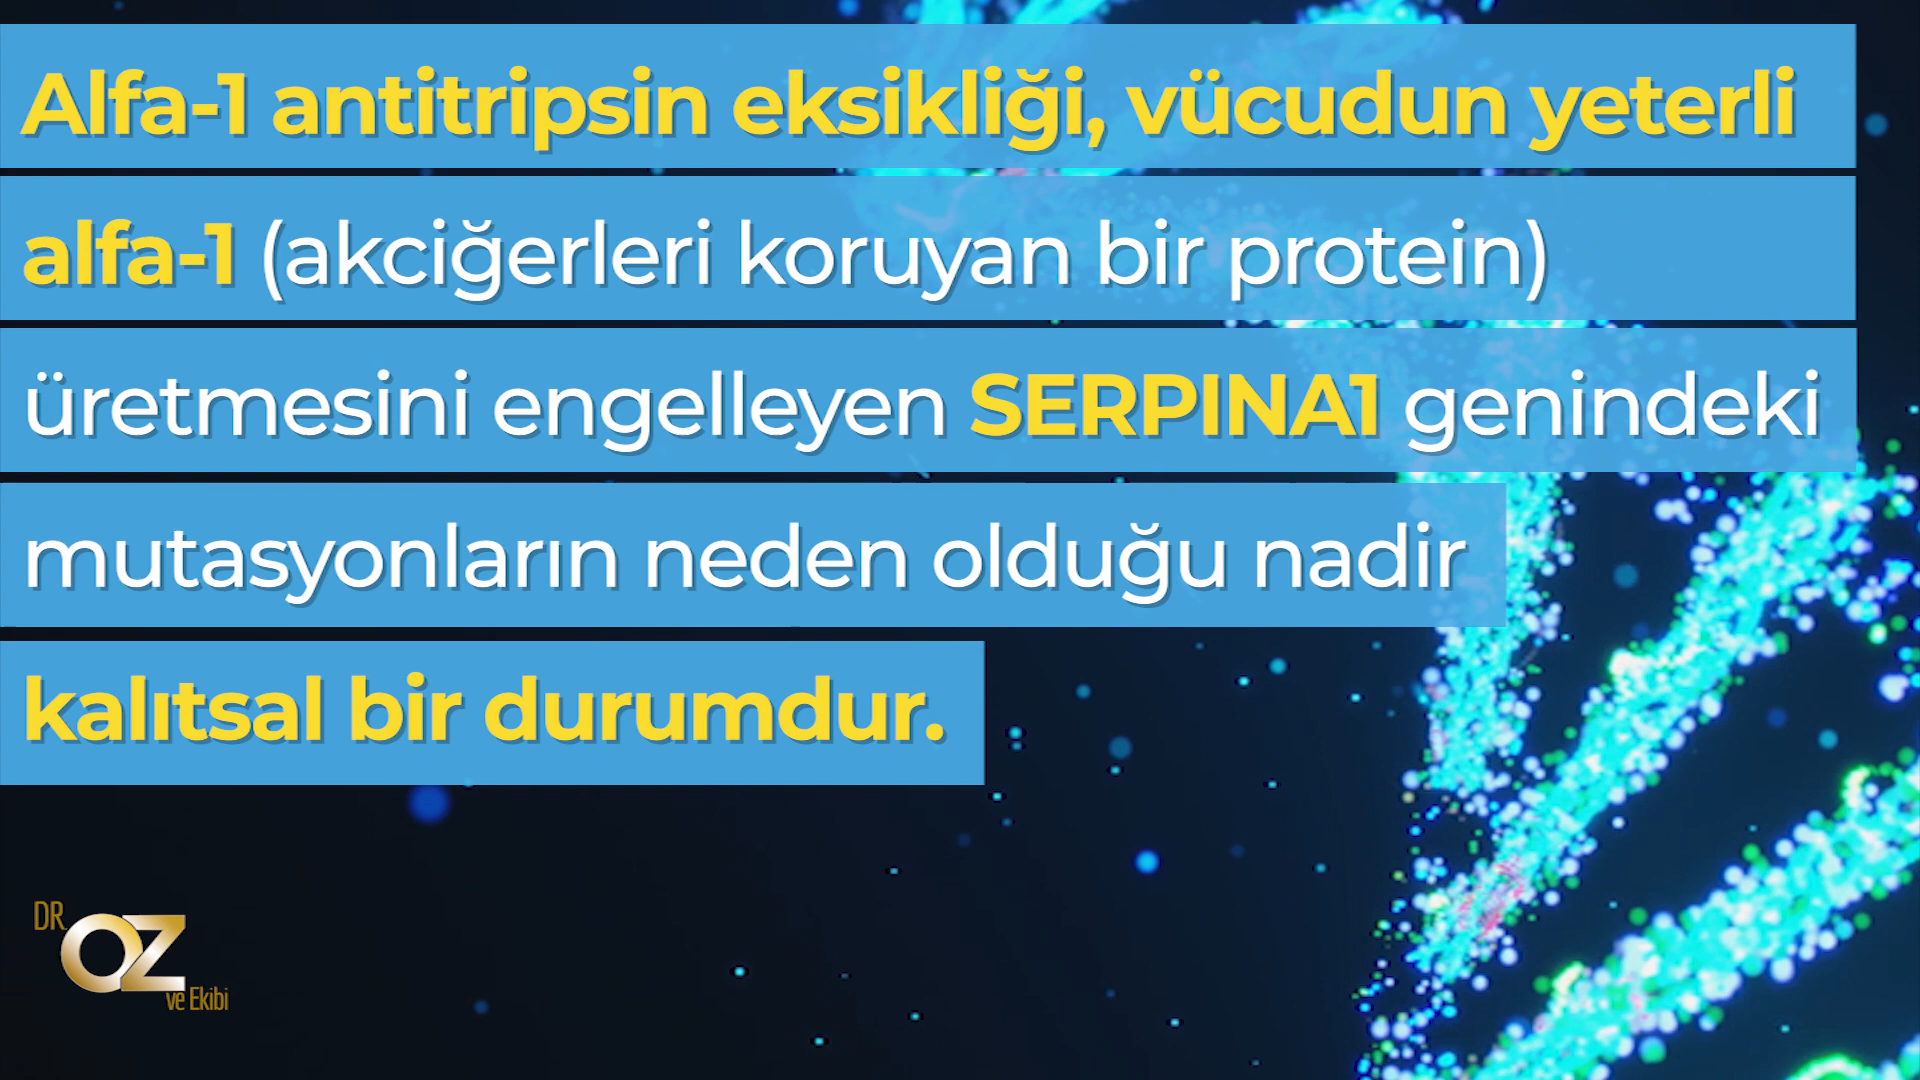 Alfa-1 antitripsin eksikliği, vücudun yeterli
alfa-1 (akciğerleri koruyan bir protein)
üretmesini engelleyen SERPINA1 genindeki
mutasyonların neden olduğu nadir
kalıtsal bir durumdur.
DR.
OZ
ve Ekibi